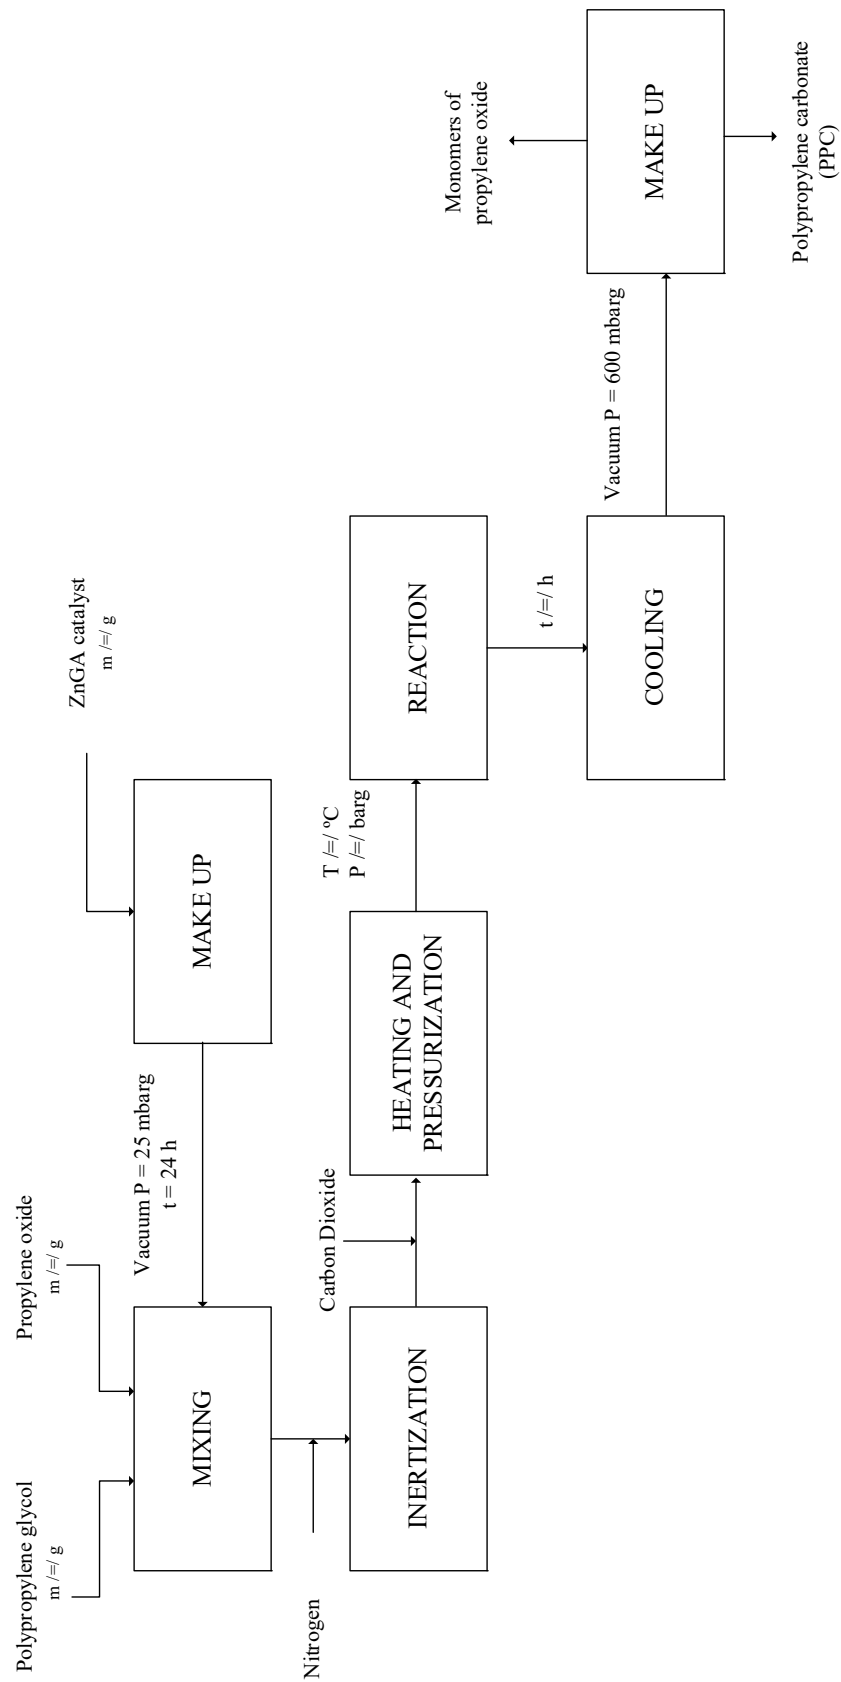 Polypropylene glycol
m /=/ g
Propylene oxide
m /=/ g
ZnGA catalyst
m /=/ g
MIXING
Vacuum P = 25 mbarg
t = 24 h
MAKE UP
Nitrogen
INERTIZATION
Carbon Dioxide
HEATING AND
PRESSURIZATION
T /=/ ºC
P /=/ barg
REACTION
t /=/ h
COOLING
Vacuum P = 600 mbarg
MAKE UP
Monomers of
propylene oxide
Polypropylene carbonate
(PPC)